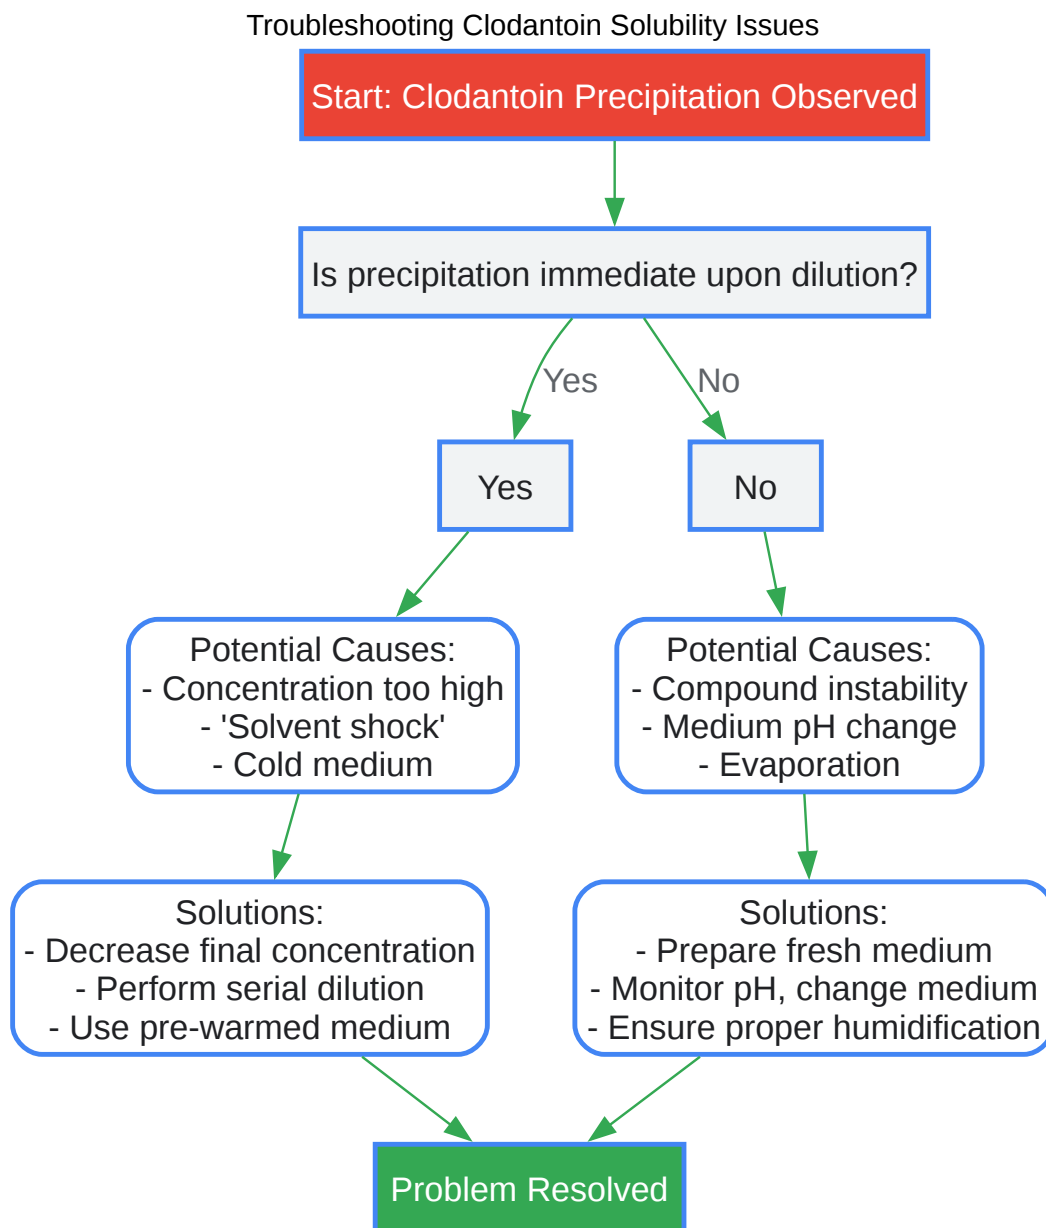 Troubleshooting Clodantoin Solubility Issues
Start: Clodantoin Precipitation Observed
Is precipitation immediate upon dilution?
Yes
No
Yes
No
Potential Causes:
- Concentration too high
- 'Solvent shock'
- Cold medium
Potential Causes:
- Compound instability
- Medium pH change
- Evaporation
Solutions:
- Decrease final concentration
- Perform serial dilution
- Use pre-warmed medium
Solutions:
- Prepare fresh medium
- Monitor pH, change medium
- Ensure proper humidification
Problem Resolved